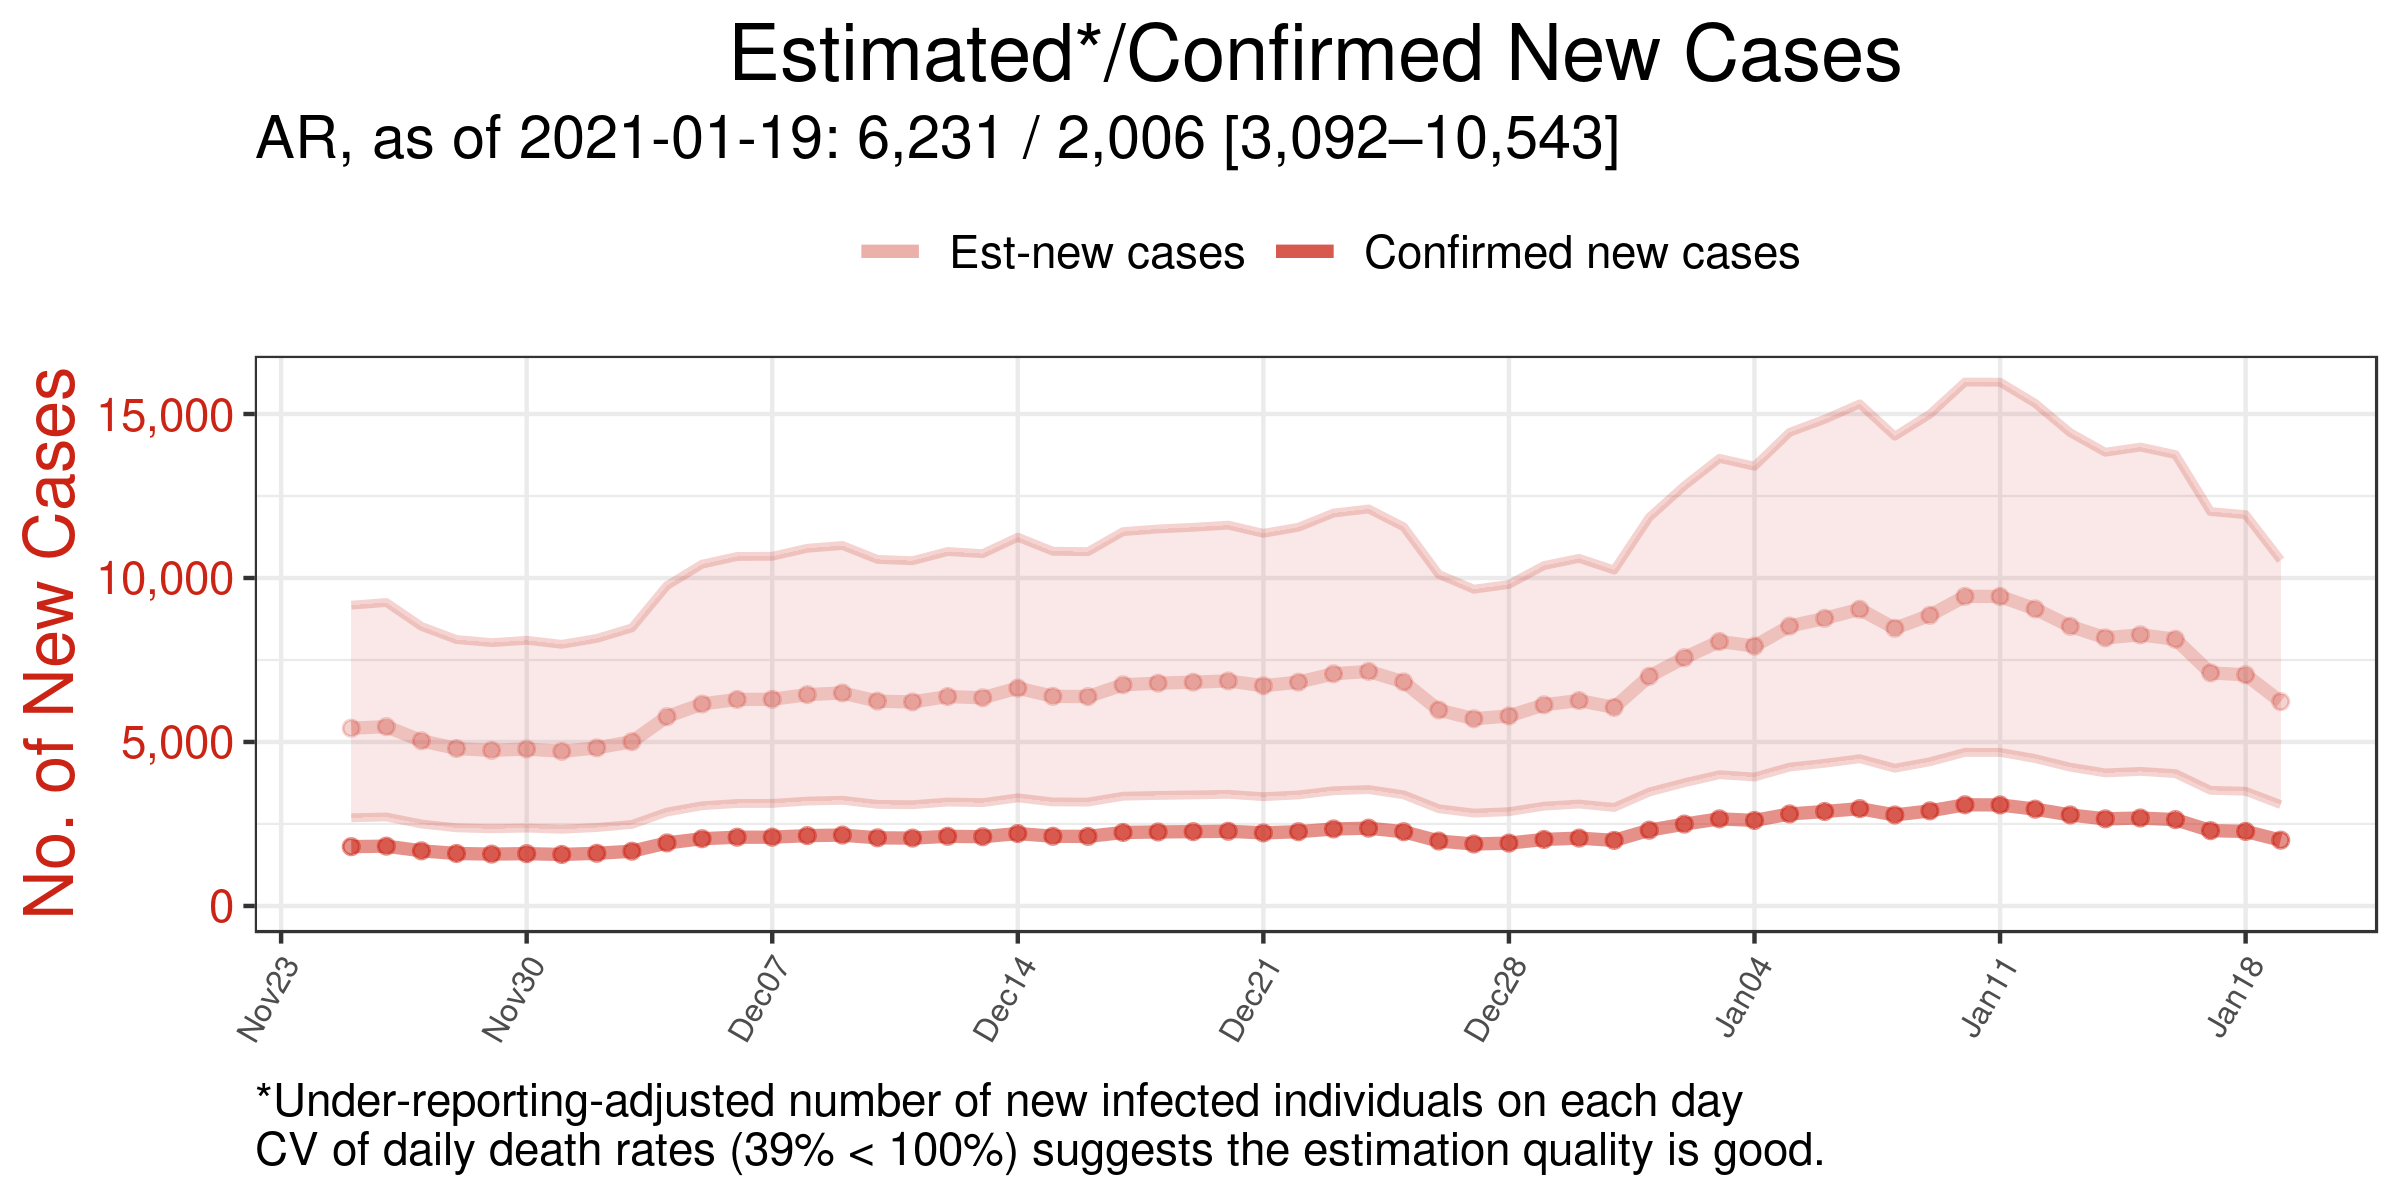 Estimated*/Confirmed New Cases
AR, as of 2021-01-19: 6,231 / 2,006 [3,092–10,543]
Est-new cases
Confirmed new cases
No. of New Cases
15,000
10,000
5,000
0
Nov23
Nov30
Dec07
Dec14
Dec21
Dec28
Jan04
Jan11
Jan18
*Under-reporting-adjusted number of new infected individuals on each day
CV of daily death rates (39% < 100%) suggests the estimation quality is good.